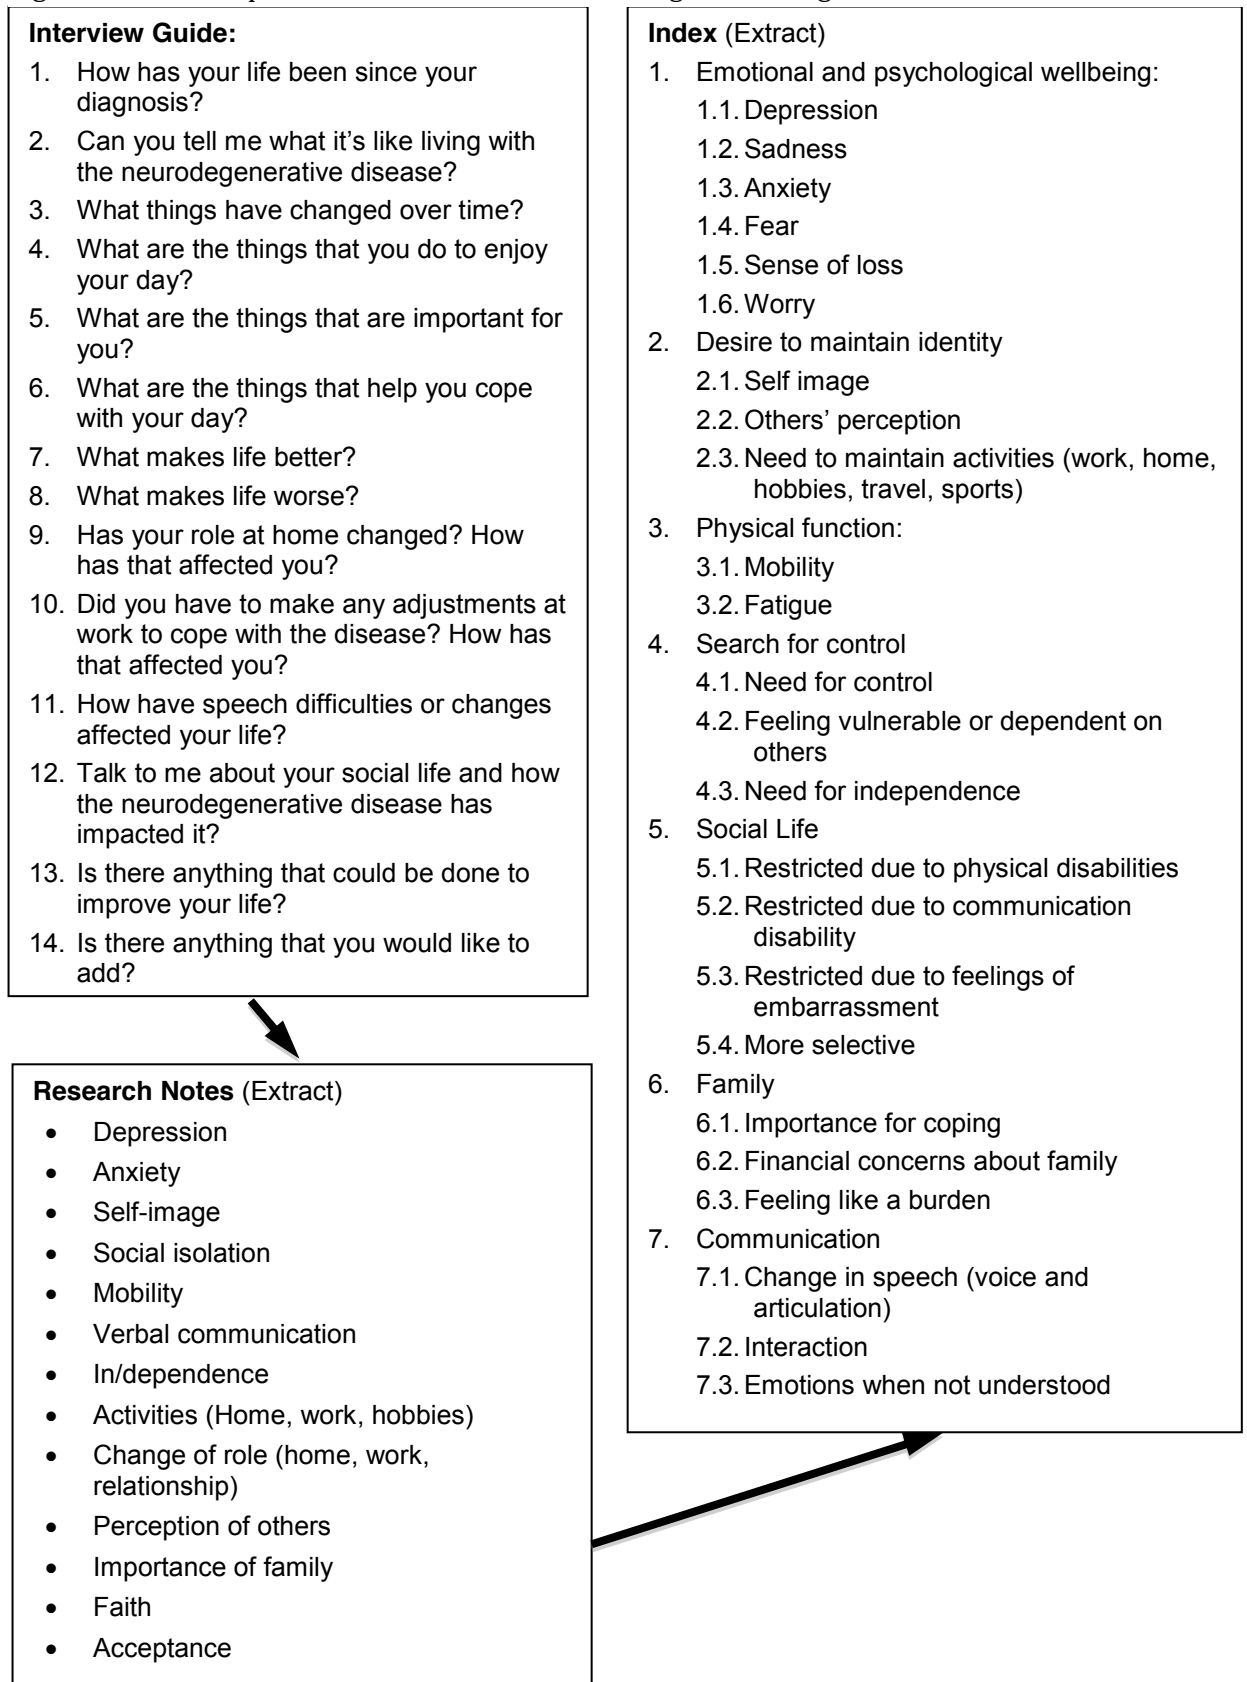 Interview Guide:
1. How has your life been since your
diagnosis?
2. Can you tell me what it's like living with
the neurodegenerative disease?
3. What things have changed over time?
4. What are the things that you do to enjoy
your day?
5. What are the things that are important for
you?
6. What are the things that help you cope
with your day?
7. What makes life better?
8. What makes life worse?
9. Has your role at home changed? How
has that affected you?
10. Did you have to make any adjustments at
work to cope with the disease? How has
that affected you?
11. How have speech difficulties or changes
affected your life?
12. Talk to me about your social life and how
the neurodegenerative disease has
impacted it?
13. Is there anything that could be done to
improve your life?
14. Is there anything that you would like to
add?
Research Notes (Extract)
• Depression
• Anxiety
• Self-image
• Social isolation
• Mobility
• Verbal communication
• In/dependence
• Activities (Home, work, hobbies)
• Change of role (home, work,
relationship)
• Perception of others
• Importance of family
• Faith
• Acceptance
Index (Extract)
1. Emotional and psychological wellbeing:
1.1. Depression
1.2. Sadness
1.3. Anxiety
1.4. Fear
1.5. Sense of loss
1.6. Worry
2. Desire to maintain identity
2.1. Self image
2.2. Others' perception
2.3. Need to maintain activities (work, home,
hobbies, travel, sports)
3. Physical function:
3.1. Mobility
3.2. Fatigue
4. Search for control
4.1. Need for control
4.2. Feeling vulnerable or dependent on
others
4.3. Need for independence
5. Social Life
5.1. Restricted due to physical disabilities
5.2. Restricted due to communication
disability
5.3. Restricted due to feelings of
embarrassment
5.4. More selective
6. Family
6.1. Importance for coping
6.2. Financial concerns about family
6.3. Feeling like a burden
7. Communication
7.1. Change in speech (voice and
articulation)
7.2. Interaction
7.3. Emotions when not understood